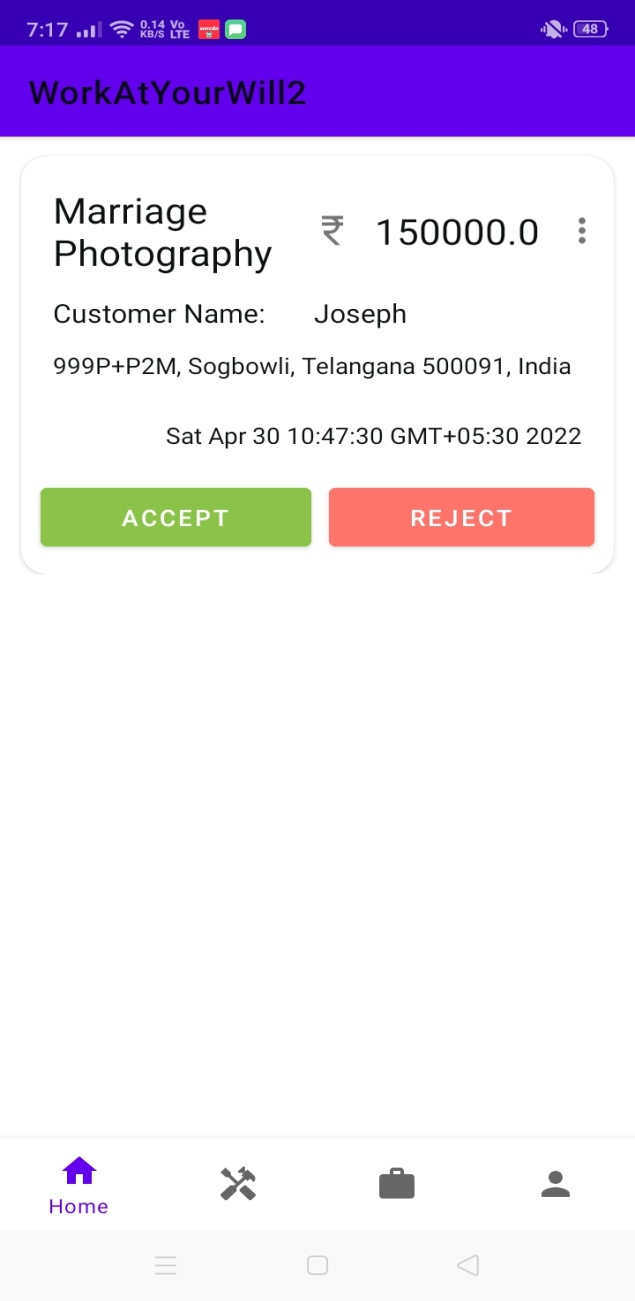 7:17 0.14 KB/S Vo LTE 48
WorkAtYourWill2
Marriage
Photography
₹ 150000.0
Customer Name: Joseph
999P+P2M, Sogbowli, Telangana 500091, India
Sat Apr 30 10:47:30 GMT+05:30 2022
ACCEPT REJECT
Home